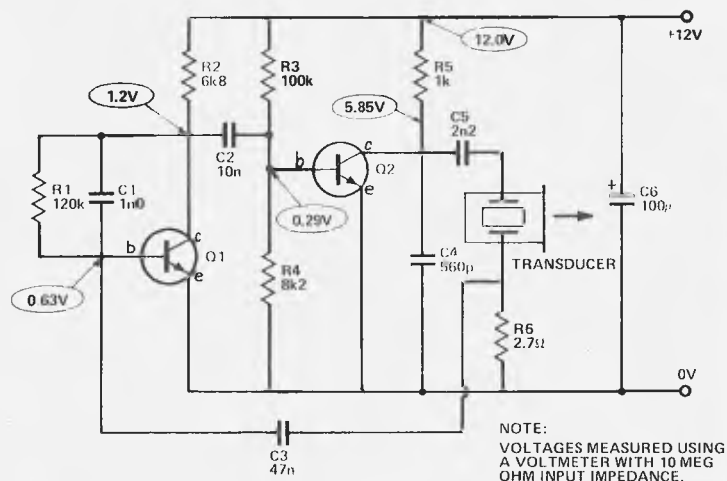 +12V
12.0V
R2
6k8
R3
100k
R5
1k
1.2V
5.85V
C5
2n2
C2
10n
b
c
Q2
e
R1
120k
C1
1n0
+
C6
100µ
0.29V
b
c
Q1
e
TRANSDUCER
C4
560p
0.63V
R4
8k2
R6
2.7Ω
0V
C3
47n
NOTE:
VOLTAGES MEASURED USING
A VOLTMETER WITH 10 MEG
OHM INPUT IMPEDANCE.